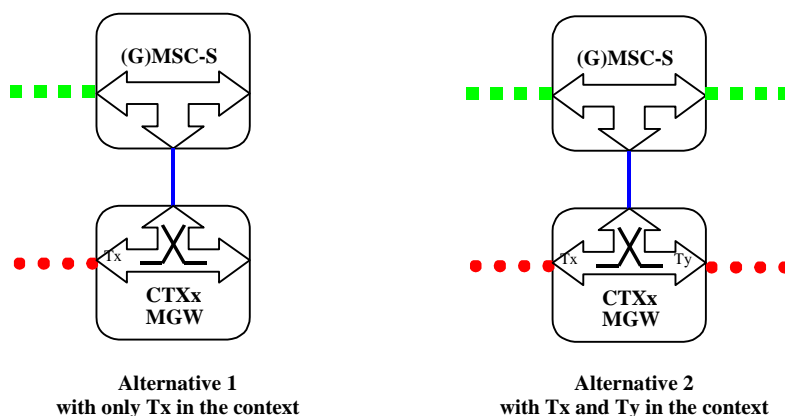 (G)MSC-S
(G)MSC-S
Tx
Tx
Ty
CTXx
MGW
CTXx
MGW
Alternative 1
with only Tx in the context
Alternative 2
with Tx and Ty in the context